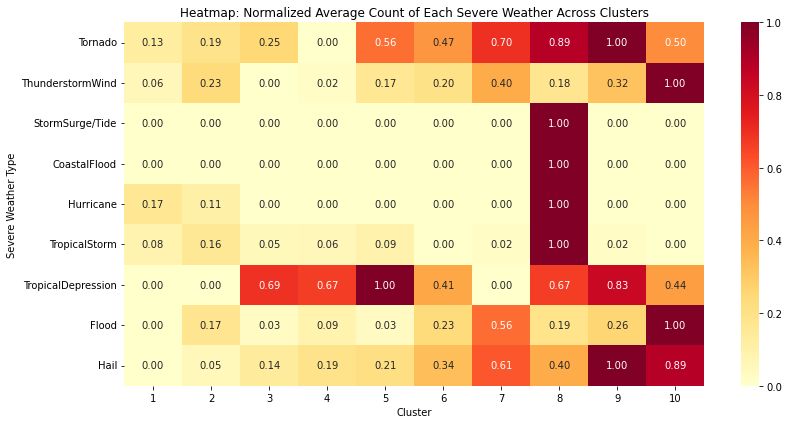 Heatmap: Normalized Average Count of Each Severe Weather Across Clusters
Severe Weather Type
Tornado 0.13 0.19 0.25 0.00 0.56 0.47 0.70 0.89 1.00 0.50
ThunderstormWind 0.06 0.23 0.00 0.02 0.17 0.20 0.40 0.18 0.32 1.00
StormSurge/Tide 0.00 0.00 0.00 0.00 0.00 0.00 0.00 1.00 0.00 0.00
CoastalFlood 0.00 0.00 0.00 0.00 0.00 0.00 0.00 1.00 0.00 0.00
Hurricane 0.17 0.11 0.00 0.00 0.00 0.00 0.00 1.00 0.00 0.00
TropicalStorm 0.08 0.16 0.05 0.06 0.09 0.00 0.02 1.00 0.02 0.00
TropicalDepression 0.00 0.00 0.69 0.67 1.00 0.41 0.00 0.67 0.83 0.44
Flood 0.00 0.17 0.03 0.09 0.03 0.23 0.56 0.19 0.26 1.00
Hail 0.00 0.05 0.14 0.19 0.21 0.34 0.61 0.40 1.00 0.89
1 2 3 4 5 6 7 8 9 10
Cluster
1.0
0.8
0.6
0.4
0.2
0.0